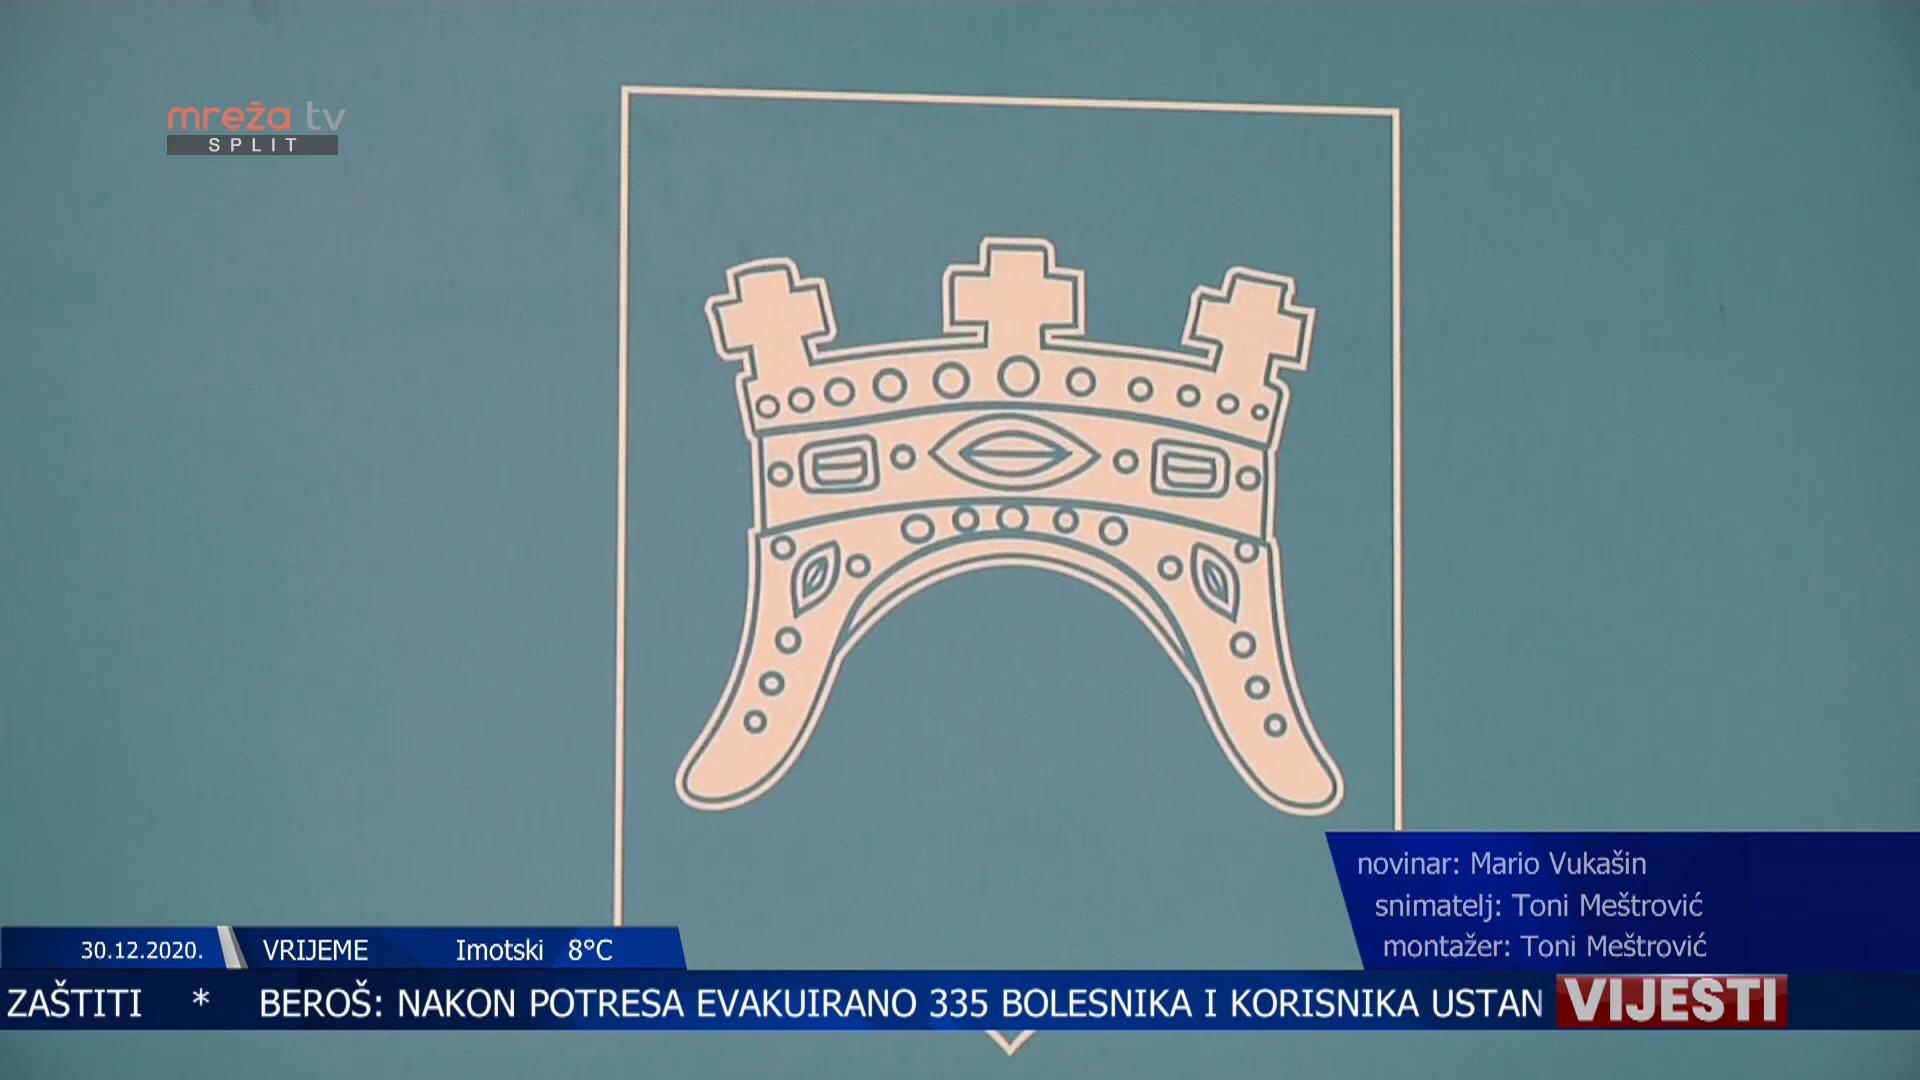 mreža tv
SPLIT
novinar: Mario Vukašin
snimatelj: Toni Meštrović
montažer: Toni Meštrović
30.12.2020. VRIJEME Imotski 8°C
ZAŠTITI * BEROŠ: NAKON POTRESA EVAKUIRANO 335 BOLESNIKA I KORISNIKA USTAN VIJESTI